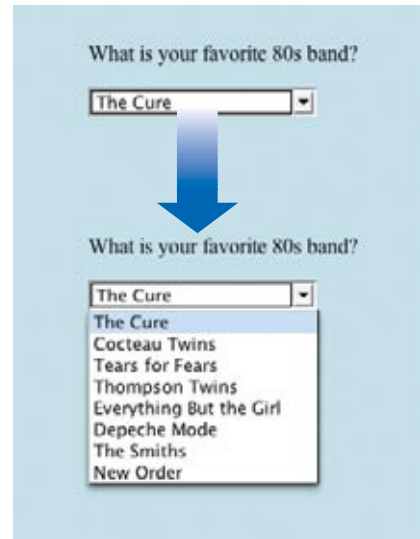 What is your favorite 80s band?
The Cure
What is your favorite 80s band?
The Cure
The Cure
Cocteau Twins
Tears for Fears
Thompson Twins
Everything But the Girl
Depeche Mode
The Smiths
New Order